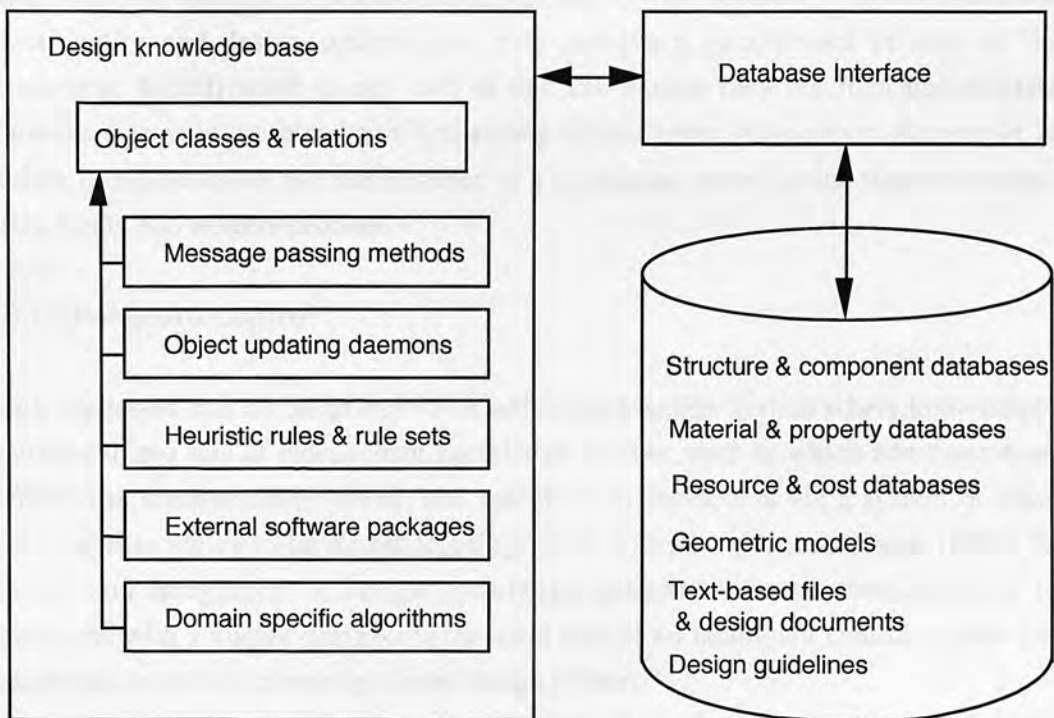 Design knowledge base
Object classes & relations
Message passing methods
Object updating daemons
Heuristic rules & rule sets
External software packages
Domain specific algorithms
Database Interface
Structure & component databases
Material & property databases
Resource & cost databases
Geometric models
Text-based files
& design documents
Design guidelines